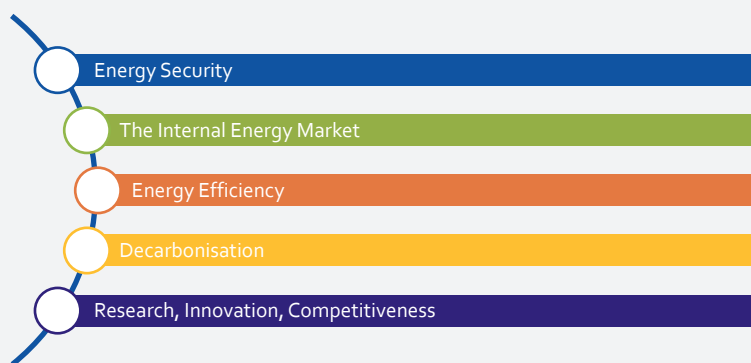 Energy Security
The Internal Energy Market
Energy Efficiency
Decarbonisation
Research, Innovation, Competitiveness